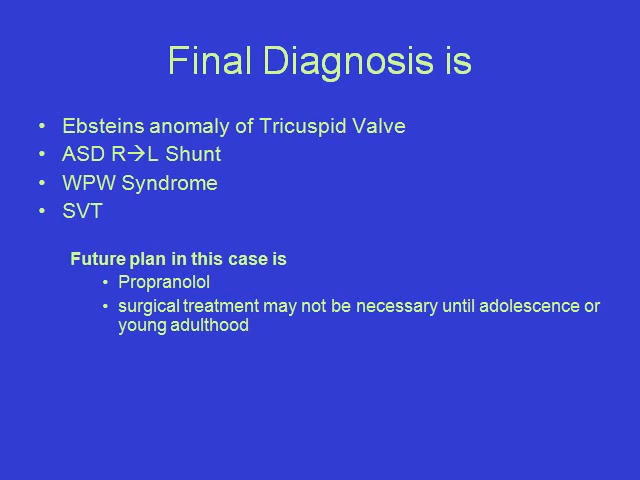 Final Diagnosis is
• Ebsteins anomaly of Tricuspid Valve
• ASD R→L Shunt
• WPW Syndrome
• SVT
Future plan in this case is
• Propranolol
• surgical treatment may not be necessary until adolescence or
young adulthood